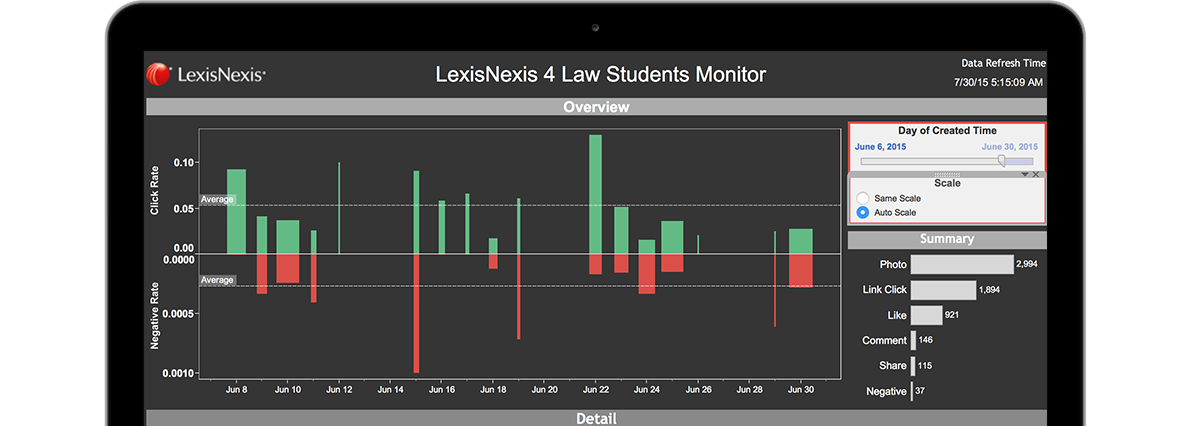 LexisNexis®
LexisNexis 4 Law Students Monitor
Data Refresh Time
7/30/15 5:15:09 AM
Overview
Click Rate
0.10
0.05
0.00
Average
Negative Rate
0.0000
0.0005
0.0010
Average
Jun 8 Jun 10 Jun 12 Jun 14 Jun 16 Jun 18 Jun 20 Jun 22 Jun 24 Jun 26 Jun 28 Jun 30
Day of Created Time
June 6, 2015 June 30, 2015
Scale
Same Scale
Auto Scale
Summary
Photo 2,994
Link Click 1,894
Like 921
Comment 146
Share 115
Negative 37
Detail